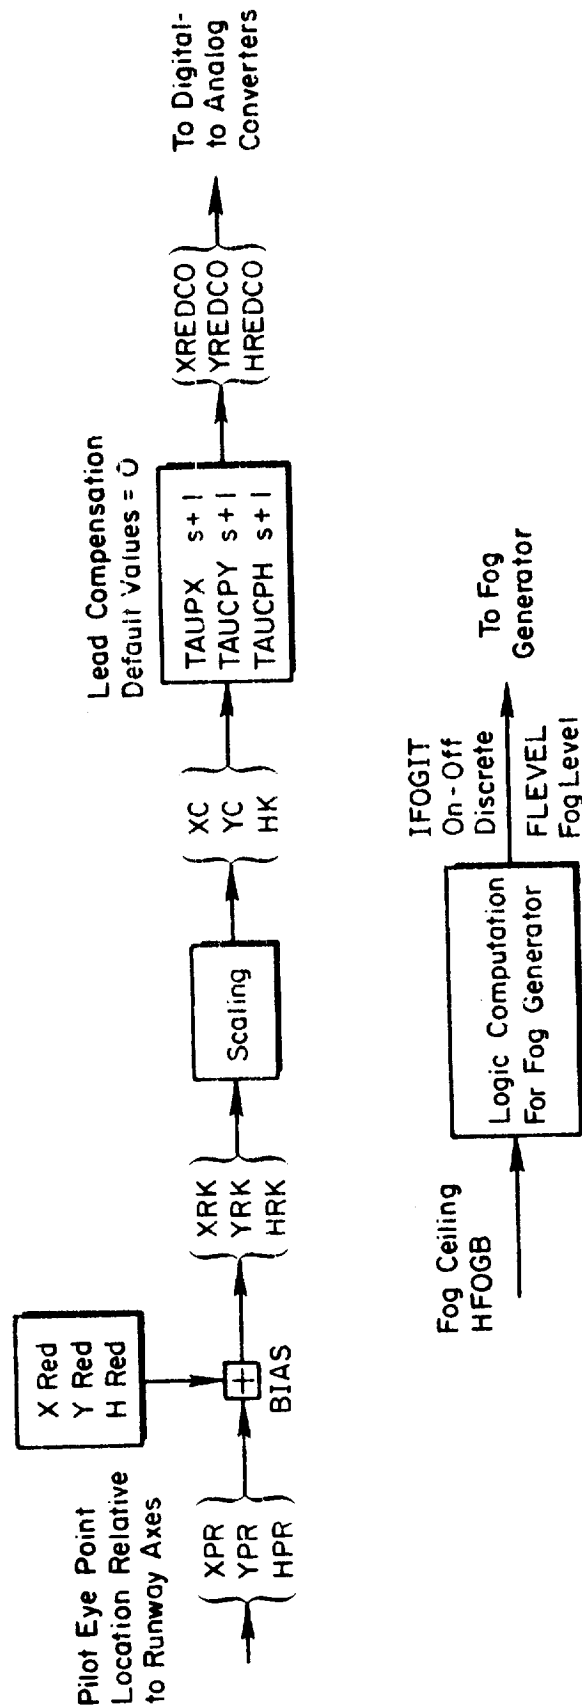 Pilot Eye Point
Location Relative
to Runway Axes
XPR
YPR
HPR
X Red
Y Red
H Red
+
BIAS
XRK
YRK
HRK
Scaling
XC
YC
HK
Lead Compensation
Default Values = 0
TAUPX s+1
TAUCPY s+1
TAUCPH s+1
XREDCO
YREDCO
HREDCO
To Digital-
to Analog
Converters
Fog Ceiling
HFOGB
Logic Computation
For Fog Generator
IFOGIT
On-Off
Discrete
FLEVEL
Fog Level
To Fog
Generator